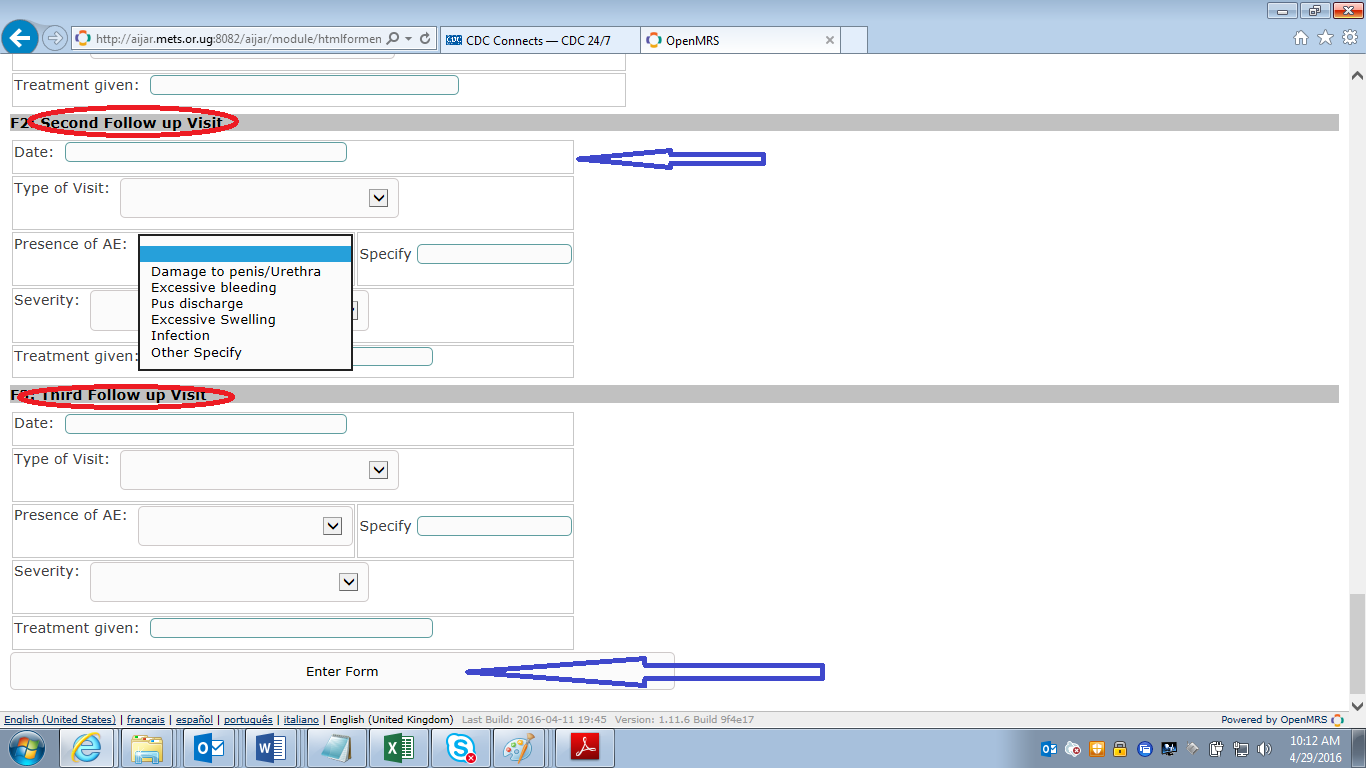 http://aijar.mets.or.ug:8082/aijar/module/htmlformen
CDC CDC Connects — CDC 24/7
OpenMRS
Treatment given:
F2: Second Follow up Visit
Date:
Type of Visit:
Presence of AE:
Specify
Damage to penis/Urethra
Excessive bleeding
Pus discharge
Excessive Swelling
Infection
Other Specify
Severity:
Treatment given:
F3: Third Follow up Visit
Date:
Type of Visit:
Presence of AE:
Specify
Severity:
Treatment given:
Enter Form
English (United States) | français | español | português | italiano | English (United Kingdom) Last Build: 2016-04-11 19:45 Version: 1.11.6 Build 9f4e17 Powered by OpenMRS
10:12 AM
4/29/2016